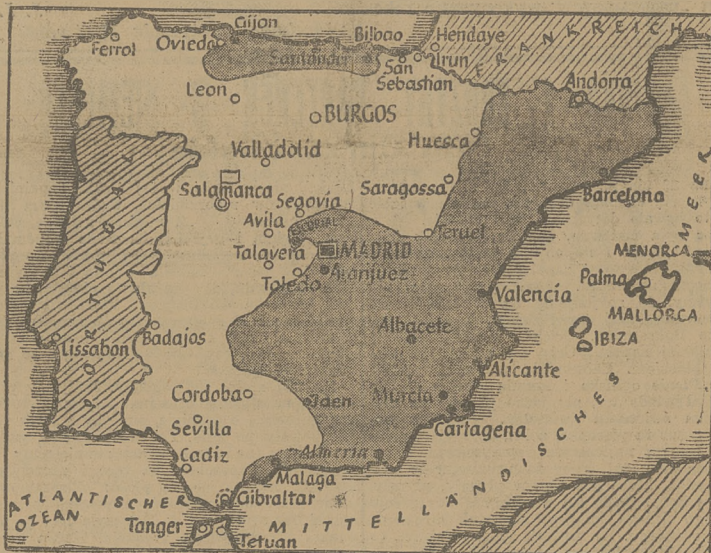 Gijon
Ferrol
Oviedo
Santander
Bilbao
Hendaye
Irun
San
Sebastian
FRANKREICH
Andorra
Leon
BURGOS
Huesca
Valladolid
Salamanca
Saragossa
Barcelona
Segovia
Avila
ESCORIAL
Teruel
MADRID
Talavera
Aranjuez
Toledo
PORTUGAL
Lissabon
Badajos
Valencia
MENORCA
Palma
MALLORCA
IBIZA
Albacete
Alicante
Cordoba
Jaen
Murcia
Sevilla
Cartagena
Cadiz
Almeria
Malaga
Gibraltar
ATLANTISCHER
OZEAN
Tanger
Tetuan
MITTELLÄNDISCHES
MEER